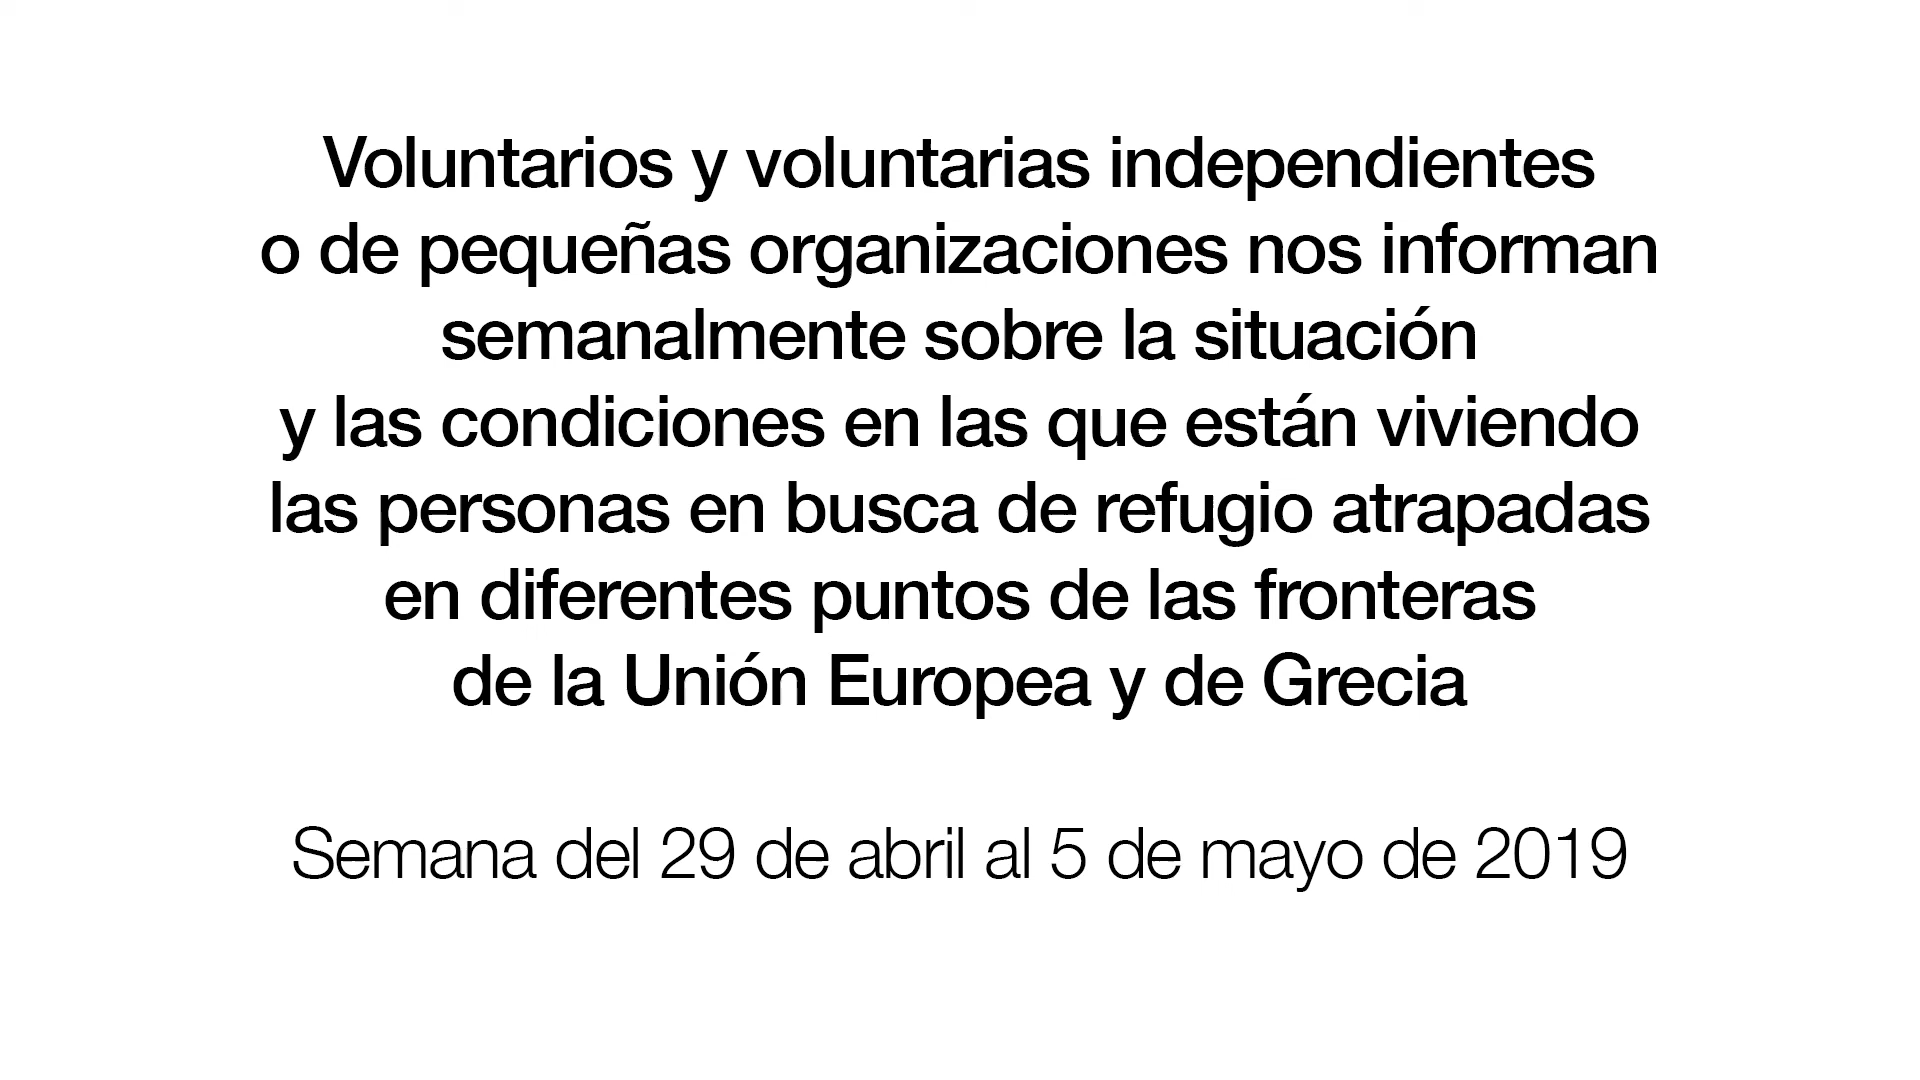 Voluntarios y voluntarias independientes
o de pequeñas organizaciones nos informan
semanalmente sobre la situación
y las condiciones en las que están viviendo
las personas en busca de refugio atrapadas
en diferentes puntos de las fronteras
de la Unión Europea y de Grecia
Semana del 29 de abril al 5 de mayo de 2019